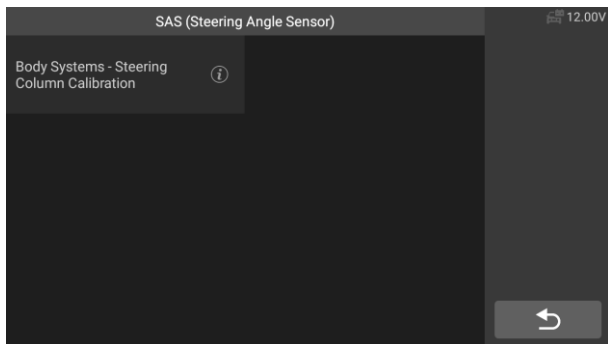 SAS (Steering Angle Sensor)
12.00V
Body Systems - Steering
Column Calibration